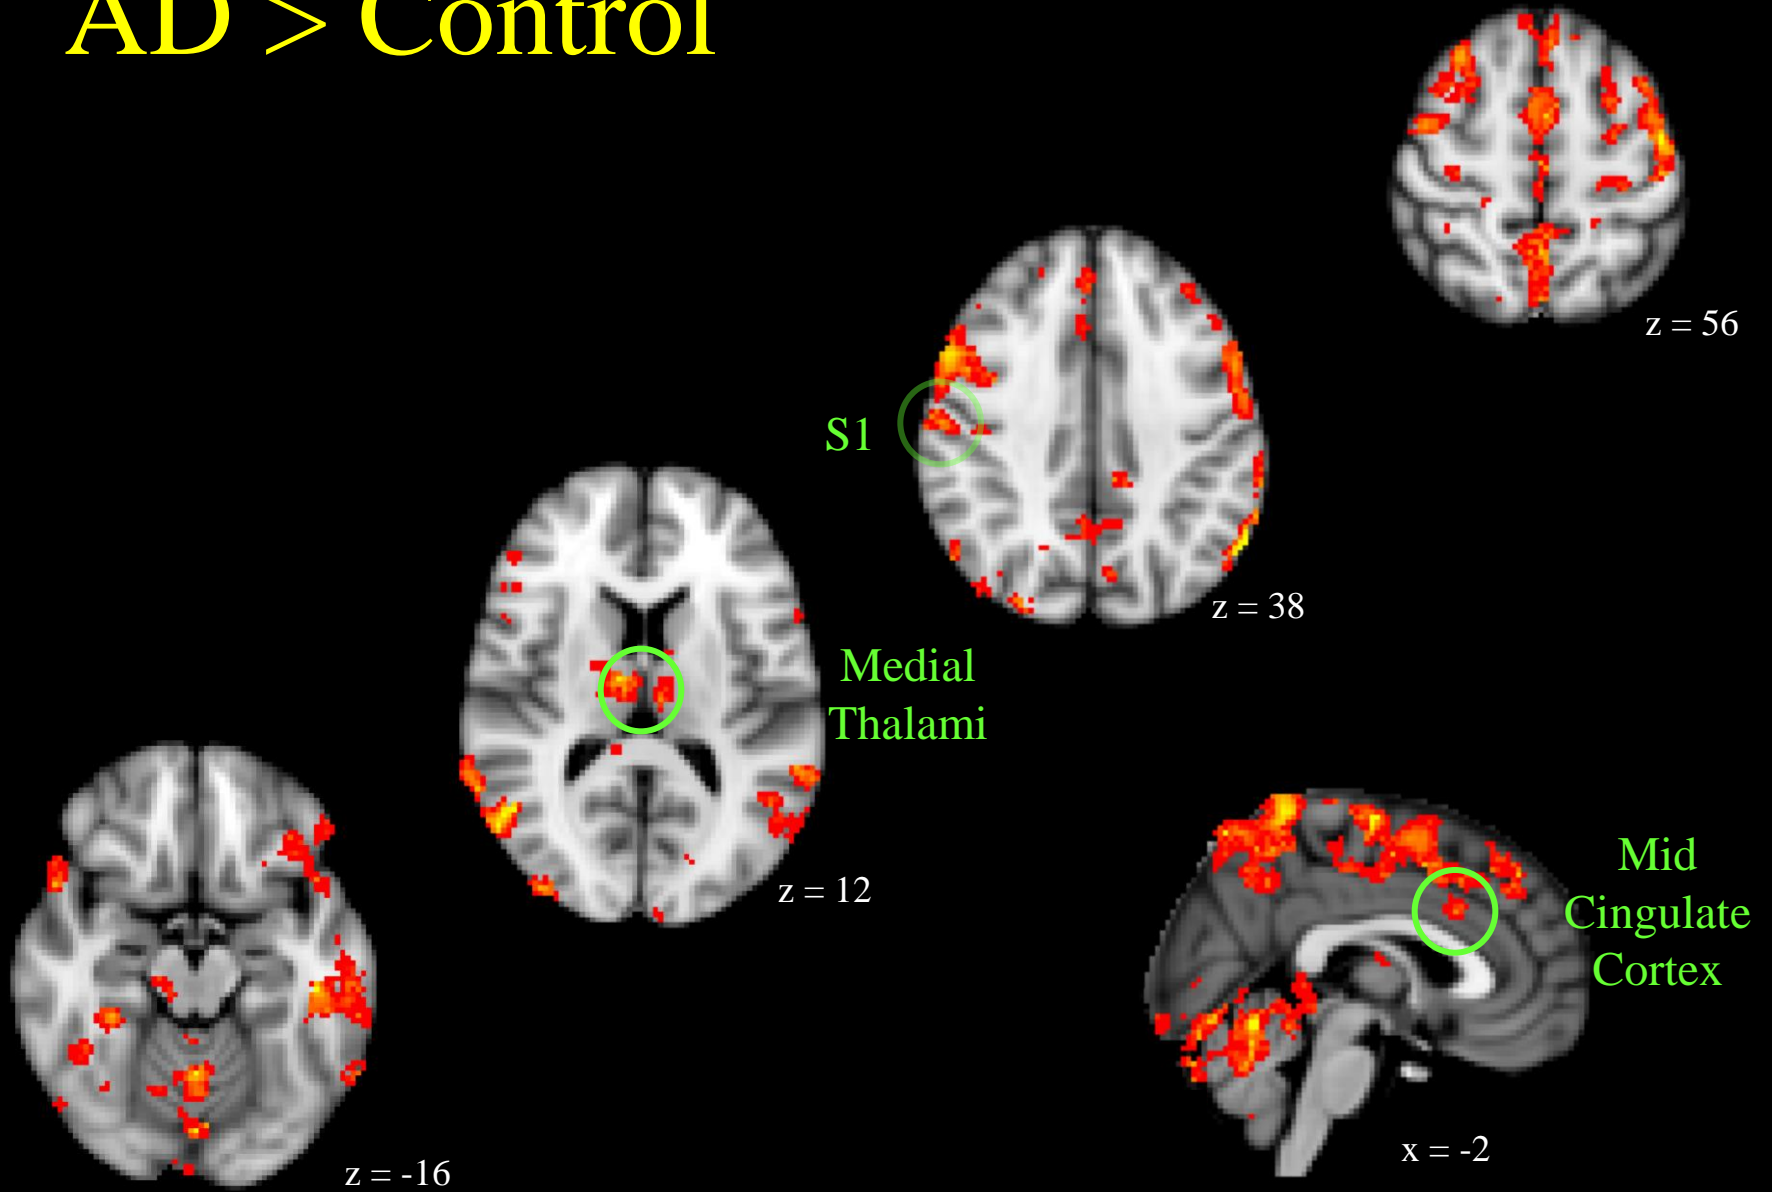 AD > Control
z = 56
S1
z = 38
Medial
Thalami
z = 12
Mid
Cingulate
Cortex
x = -2
z = -16